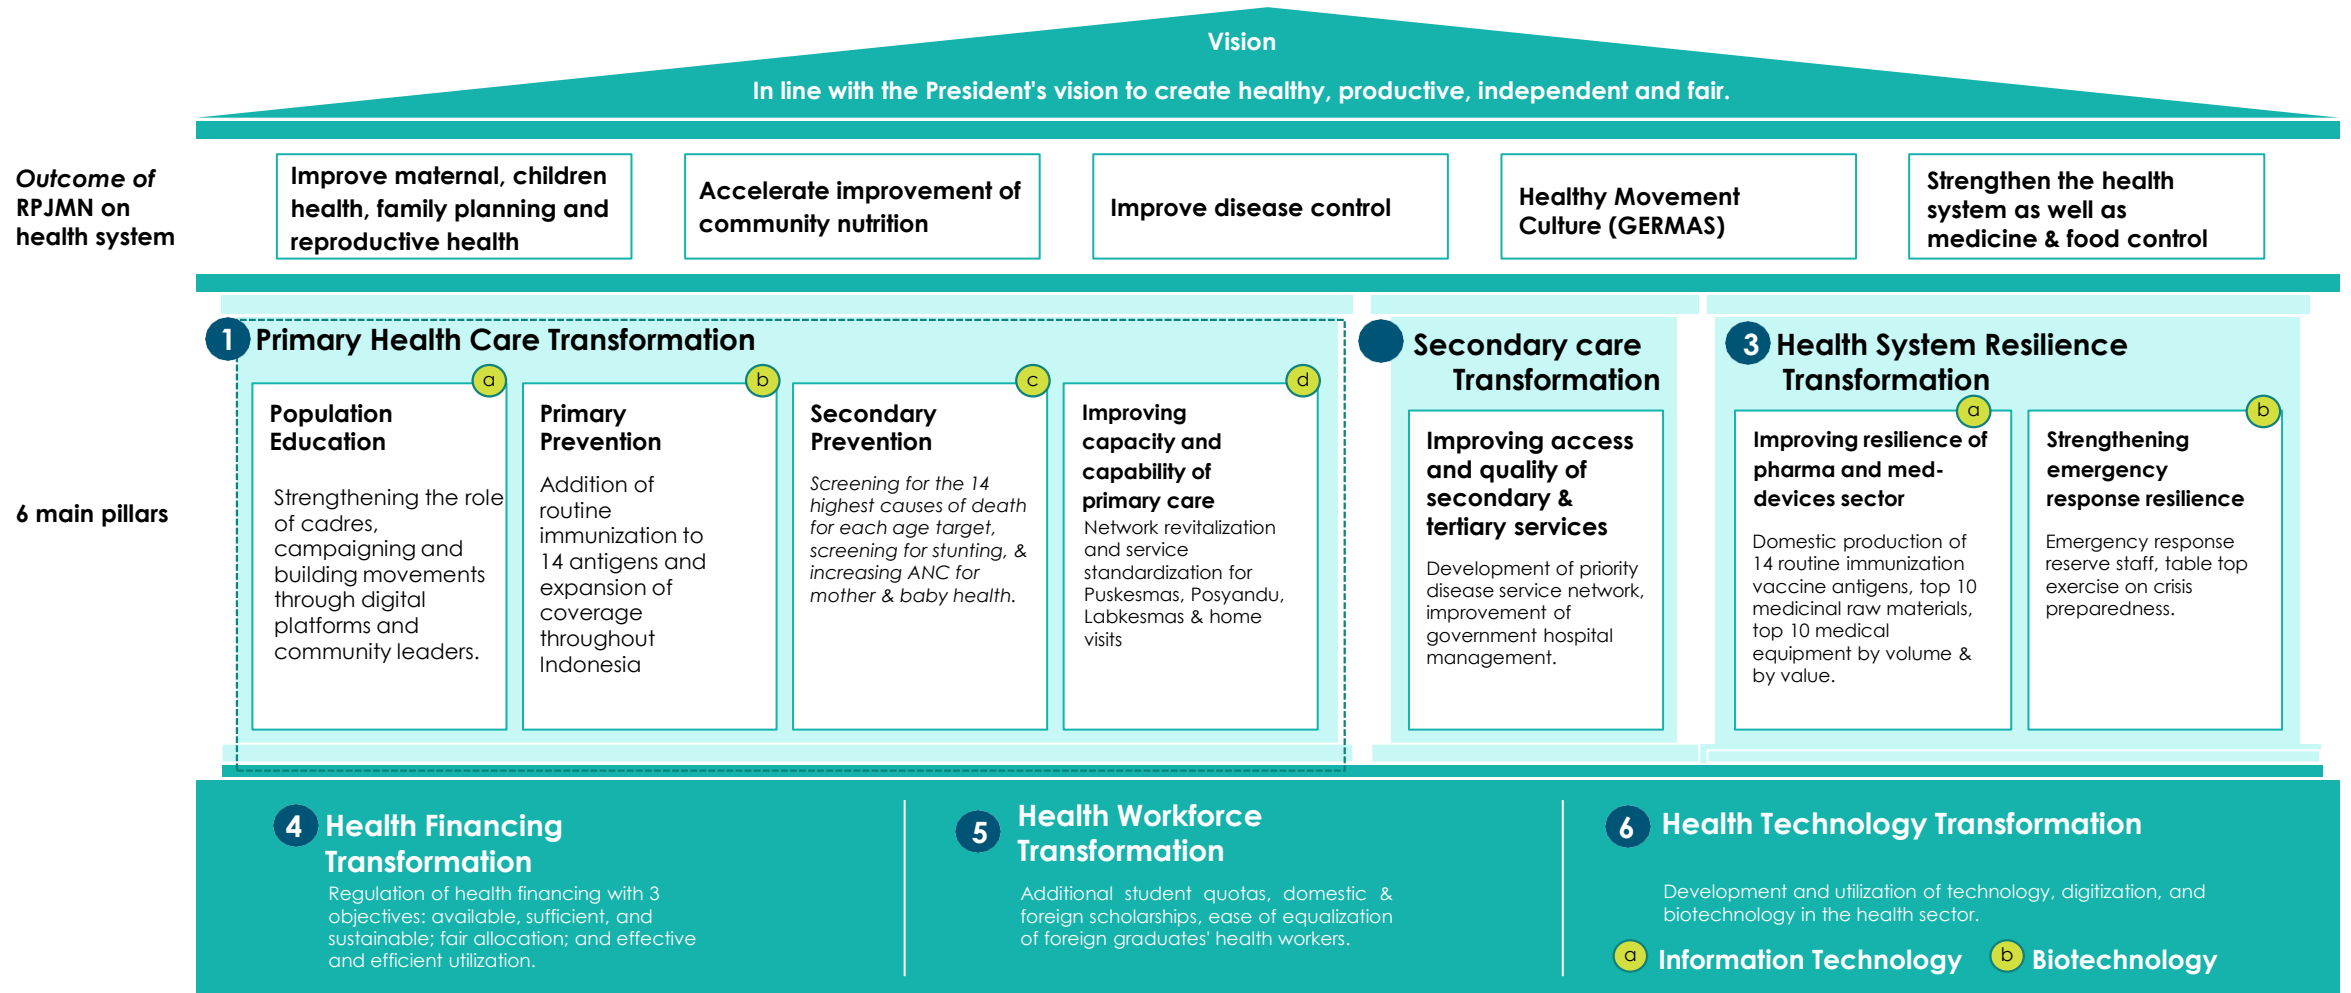 Vision
In line with the President's vision to create healthy, productive, independent and fair.
Outcome of
RPJMN on
health system
Improve maternal, children
health, family planning and
reproductive health
Accelerate improvement of
community nutrition
Improve disease control
Healthy Movement
Culture (GERMAS)
Strengthen the health
system as well as
medicine & food control
6 main pillars
1 Primary Health Care Transformation
a
Population
Education
Strengthening the role
of cadres,
campaigning and
building movements
through digital
platforms and
community leaders.
b
Primary
Prevention
Addition of
routine
immunization to
14 antigens and
expansion of
coverage
throughout
Indonesia
c
Secondary
Prevention
Screening for the 14
highest causes of death
for each age target,
screening for stunting, &
increasing ANC for
mother & baby health.
d
Improving
capacity and
capability of
primary care
Network revitalization
and service
standardization for
Puskesmas, Posyandu,
Labkesmas & home
visits
Secondary care
Transformation
Improving access
and quality of
secondary &
tertiary services
Development of priority
disease service network,
improvement of
government hospital
management.
3 Health System Resilience
Transformation
a
Improving resilience of
pharma and med-
devices sector
Domestic production of
14 routine immunization
vaccine antigens, top 10
medicinal raw materials,
top 10 medical
equipment by volume &
by value.
b
Strengthening
emergency
response resilience
Emergency response
reserve staff, table top
exercise on crisis
preparedness.
4 Health Financing
Transformation
Regulation of health financing with 3
objectives: available, sufficient, and
sustainable; fair allocation; and effective
and efficient utilization.
5 Health Workforce
Transformation
Additional student quotas, domestic &
foreign scholarships, ease of equalization
of foreign graduates' health workers.
6 Health Technology Transformation
Development and utilization of technology, digitization, and
biotechnology in the health sector.
a Information Technology
b Biotechnology